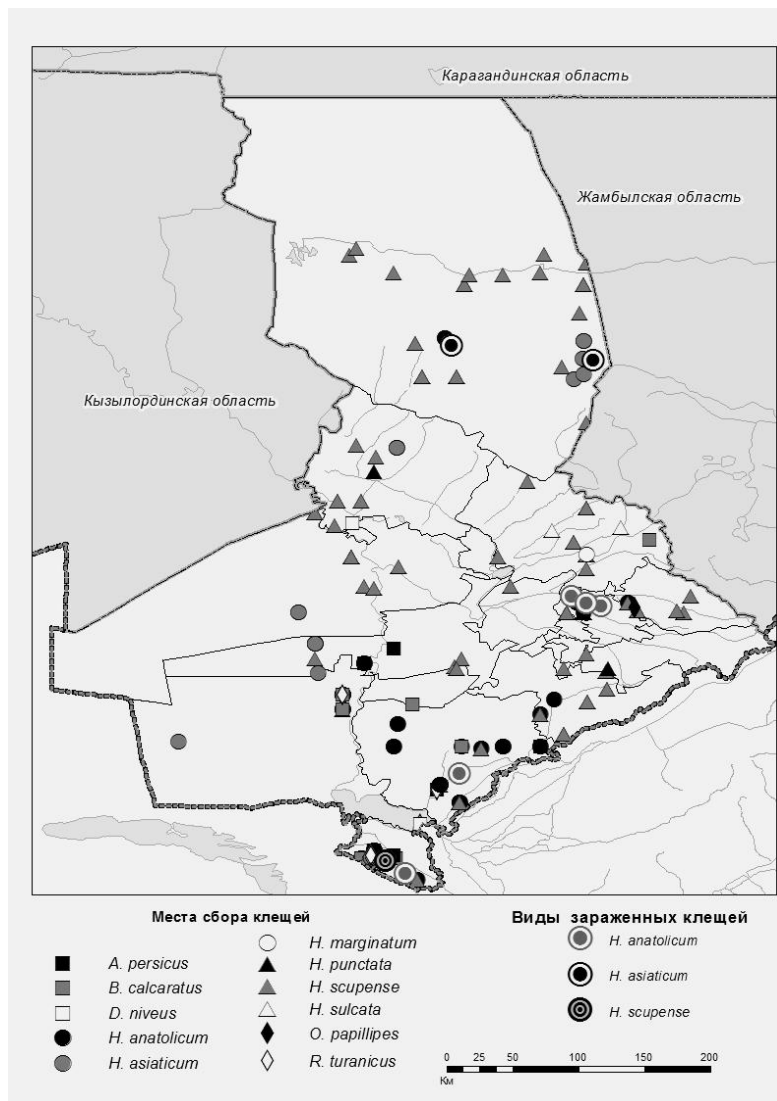 Карагандинская область
Жамбылская область
Кызылординская область
Места сбора клещей
A. persicus
B. calcaratus
D. niveus
H. anatolicum
H. asiaticum
H. marginatum
H. punctata
H. scupense
H. sulcata
O. papillipes
R. turanicus
Виды зараженных клещей
H. anatolicum
H. asiaticum
H. scupense
0 25 50 100 150 200
Км